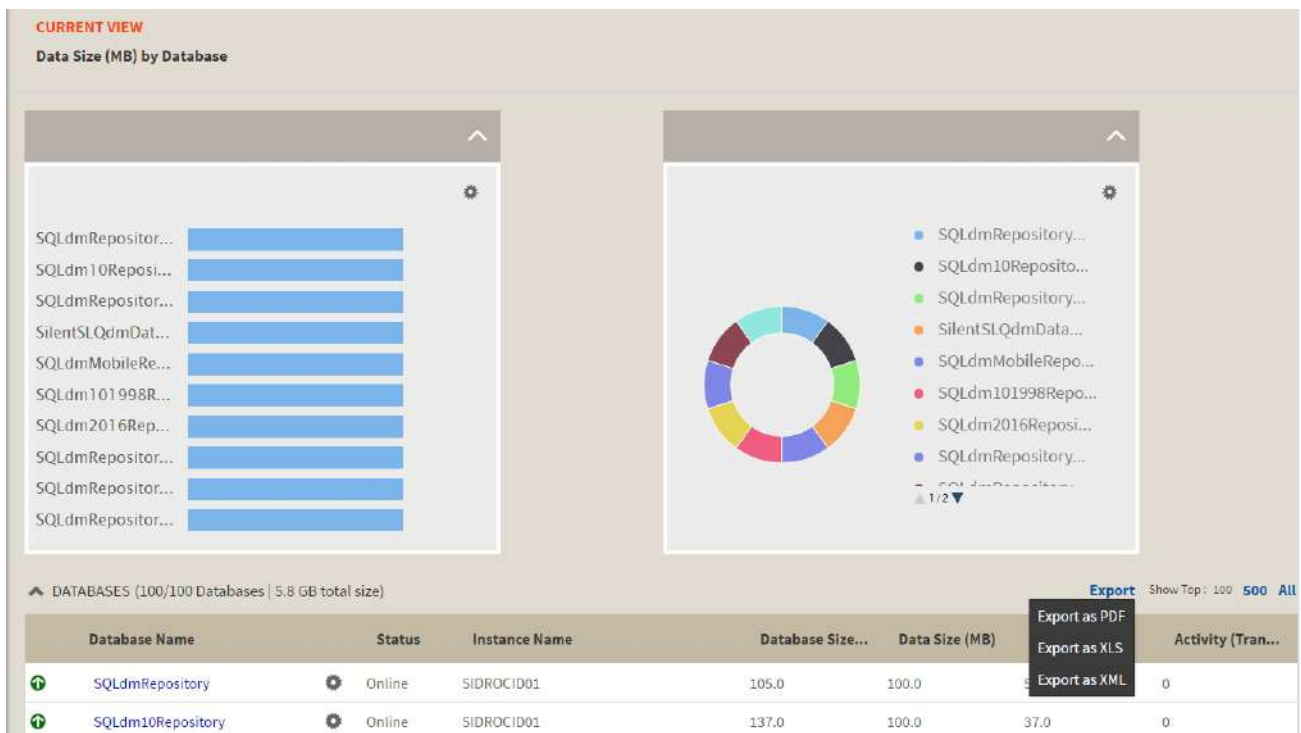 CURRENT VIEW
Data Size (MB) by Database
SQLdmRepositor...
SQLdm10Reposi...
SQLdmRepositor...
SilentSLQdmDat...
SQLdmMobileRe...
SQLdm101998R...
SQLdm2016Rep...
SQLdmRepositor...
SQLdmRepositor...
SQLdmRepositor...
SQLdmRepository...
SQLdm10Reposito...
SQLdmRepository...
SilentSLQdmData...
SQLdmMobileRepo...
SQLdm101998Repo...
SQLdm2016Reposi...
SQLdmRepository...
1/2
DATABASES (100/100 Databases | 5.8 GB total size)
Export Show Top: 100 500 All
Export as PDF
Export as XLS
Export as XML
Database Name Status Instance Name Database Size... Data Size (MB) Activity (Tran...
SQLdmRepository Online SIDROCID01 105.0 100.0 0
SQLdm10Repository Online SIDROCID01 137.0 100.0 37.0 0